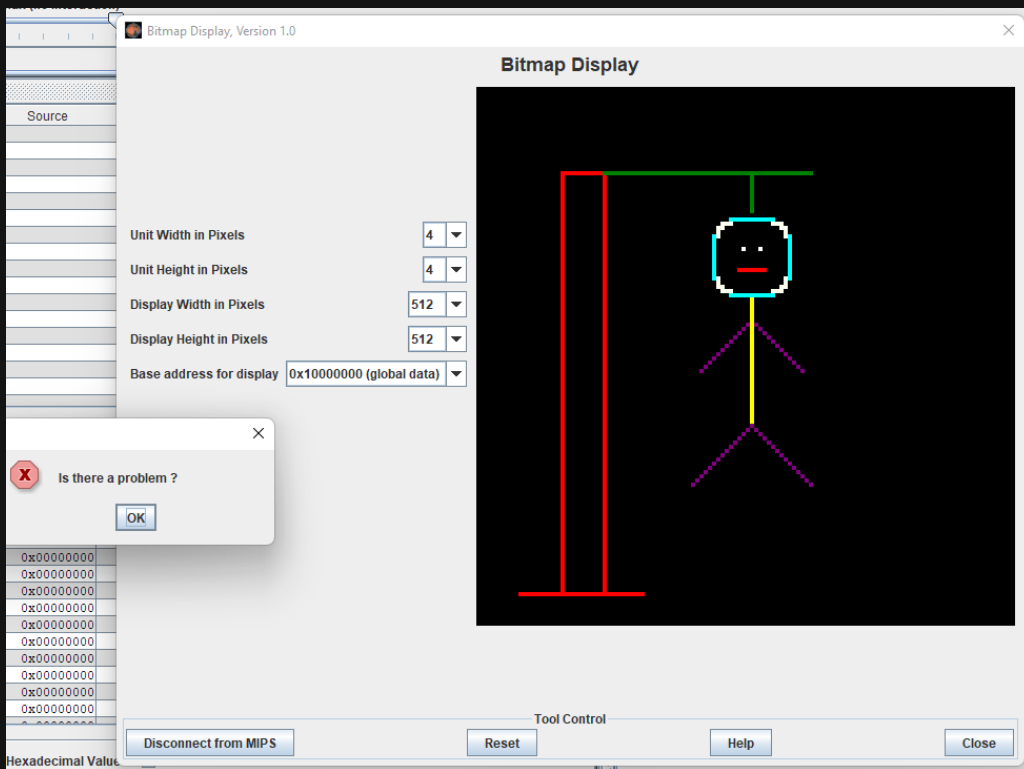 Bitmap Display, Version 1.0
Bitmap Display
Source
Unit Width in Pixels 4
Unit Height in Pixels 4
Display Width in Pixels 512
Display Height in Pixels 512
Base address for display 0x10000000 (global data)
Is there a problem ?
OK
0x00000000
0x00000000
0x00000000
0x00000000
0x00000000
0x00000000
0x00000000
0x00000000
0x00000000
0x00000000
Tool Control
Disconnect from MIPS Reset Help Close
Hexadecimal Value